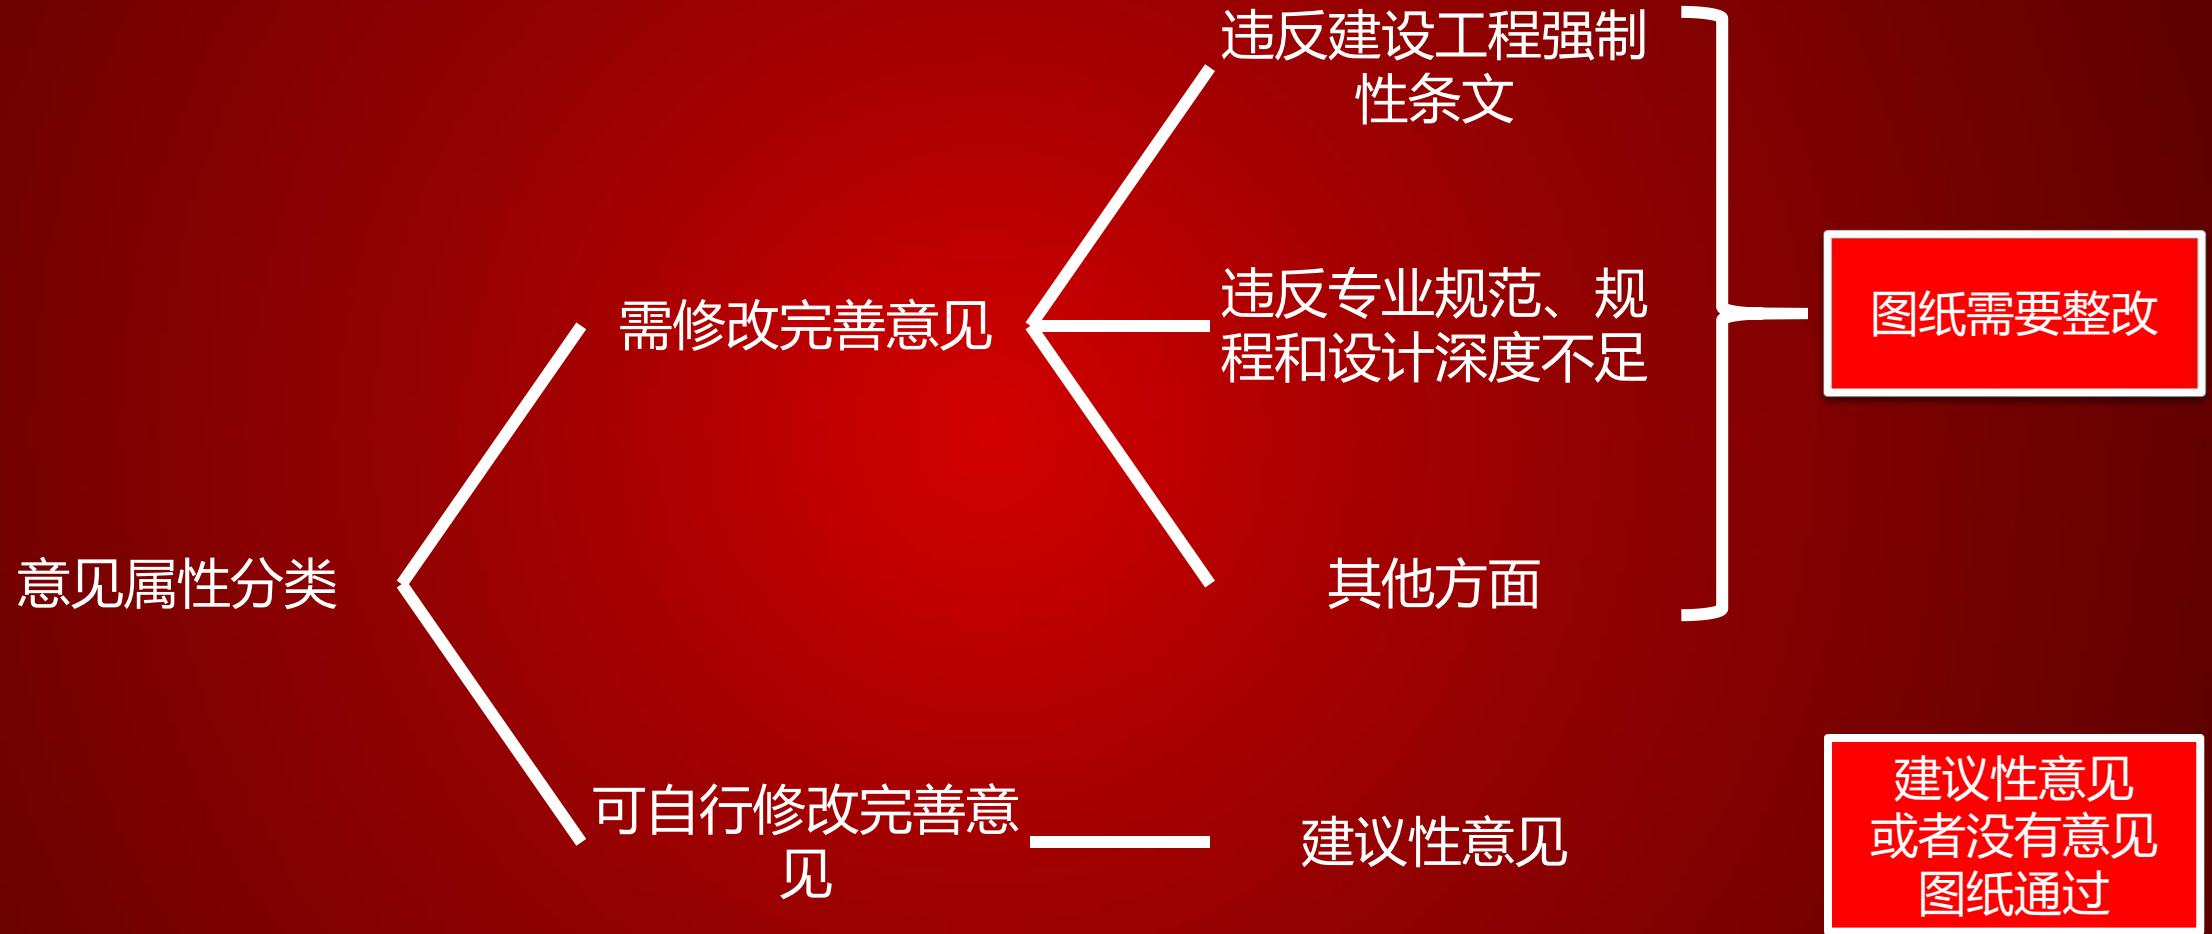 违反建设工程强制
性条文
违反专业规范、规
程和设计深度不足
需修改完善意见
图纸需要整改
意见属性分类
其他方面
可自行修改完善意
见
建议性意见
建议性意见
或者没有意见
图纸通过